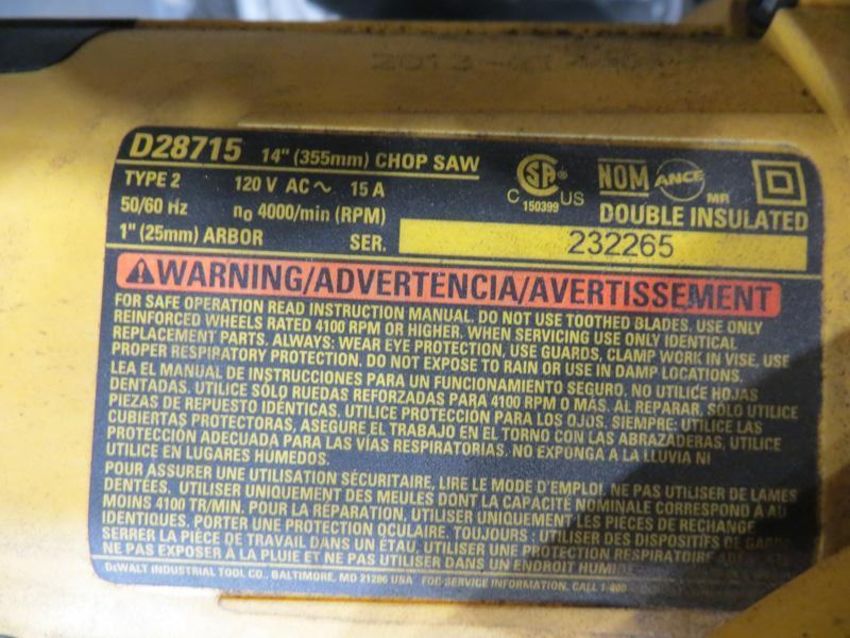 2013
D28715 14" (355mm) CHOP SAW
TYPE 2 120 V AC ~ 15 A
50/60 Hz n₀ 4000/min (RPM)
1" (25mm) ARBOR SER. 232265
C SA® US
150399
NOM ANCE MR
DOUBLE INSULATED
WARNING/ADVERTENCIA/AVERTISSEMENT
FOR SAFE OPERATION READ INSTRUCTION MANUAL. DO NOT USE TOOTHED BLADES. USE ONLY
REINFORCED WHEELS RATED 4100 RPM OR HIGHER. WHEN SERVICING USE ONLY IDENTICAL
REPLACEMENT PARTS. ALWAYS: WEAR EYE PROTECTION, USE GUARDS, CLAMP WORK IN VISE, USE
PROPER RESPIRATORY PROTECTION. DO NOT EXPOSE TO RAIN OR USE IN DAMP LOCATIONS.
LEA EL MANUAL DE INSTRUCCIONES PARA UN FUNCIONAMIENTO SEGURO. NO UTILICE HOJAS
DENTADAS. UTILICE SÓLO RUEDAS REFORZADAS PARA 4100 RPM O MÁS. AL REPARAR, SÓLO UTILICE
PIEZAS DE REPUESTO IDÉNTICAS, UTILICE PROTECCIÓN PARA LOS OJOS. SIEMPRE: UTILICE LAS
CUBIERTAS PROTECTORAS, ASEGURE EL TRABAJO EN EL TORNO CON LAS ABRAZADERAS, UTILICE
PROTECCIÓN ADECUADA PARA LAS VÍAS RESPIRATORIAS. NO EXPONGA A LA LLUVIA NI
UTILICE EN LUGARES HÚMEDOS.
POUR ASSURER UNE UTILISATION SÉCURITAIRE, LIRE LE MODE D'EMPLOI. NE PAS UTILISER DE LAMES
DENTÉES. UTILISER UNIQUEMENT DES MEULES DONT LA CAPACITÉ NOMINALE CORRESPOND À AU
MOINS 4100 TR/MIN. POUR LA RÉPARATION, UTILISER UNIQUEMENT LES PIÈCES DE RECHANGE
IDENTIQUES. PORTER UNE PROTECTION OCULAIRE. TOUJOURS : UTILISER DES DISPOSITIFS DE GARDE
SERRER LA PIÈCE DE TRAVAIL DANS UN ÉTAU, UTILISER UNE PROTECTION RESPIRATOIRE
NE PAS EXPOSER À LA PLUIE ET NE PAS UTILISER DANS UN ENDROIT HUMI
DEWALT INDUSTRIAL TOOL CO., BALTIMORE, MD 21286 USA FOR SERVICE INFORMATION, CALL 1-800